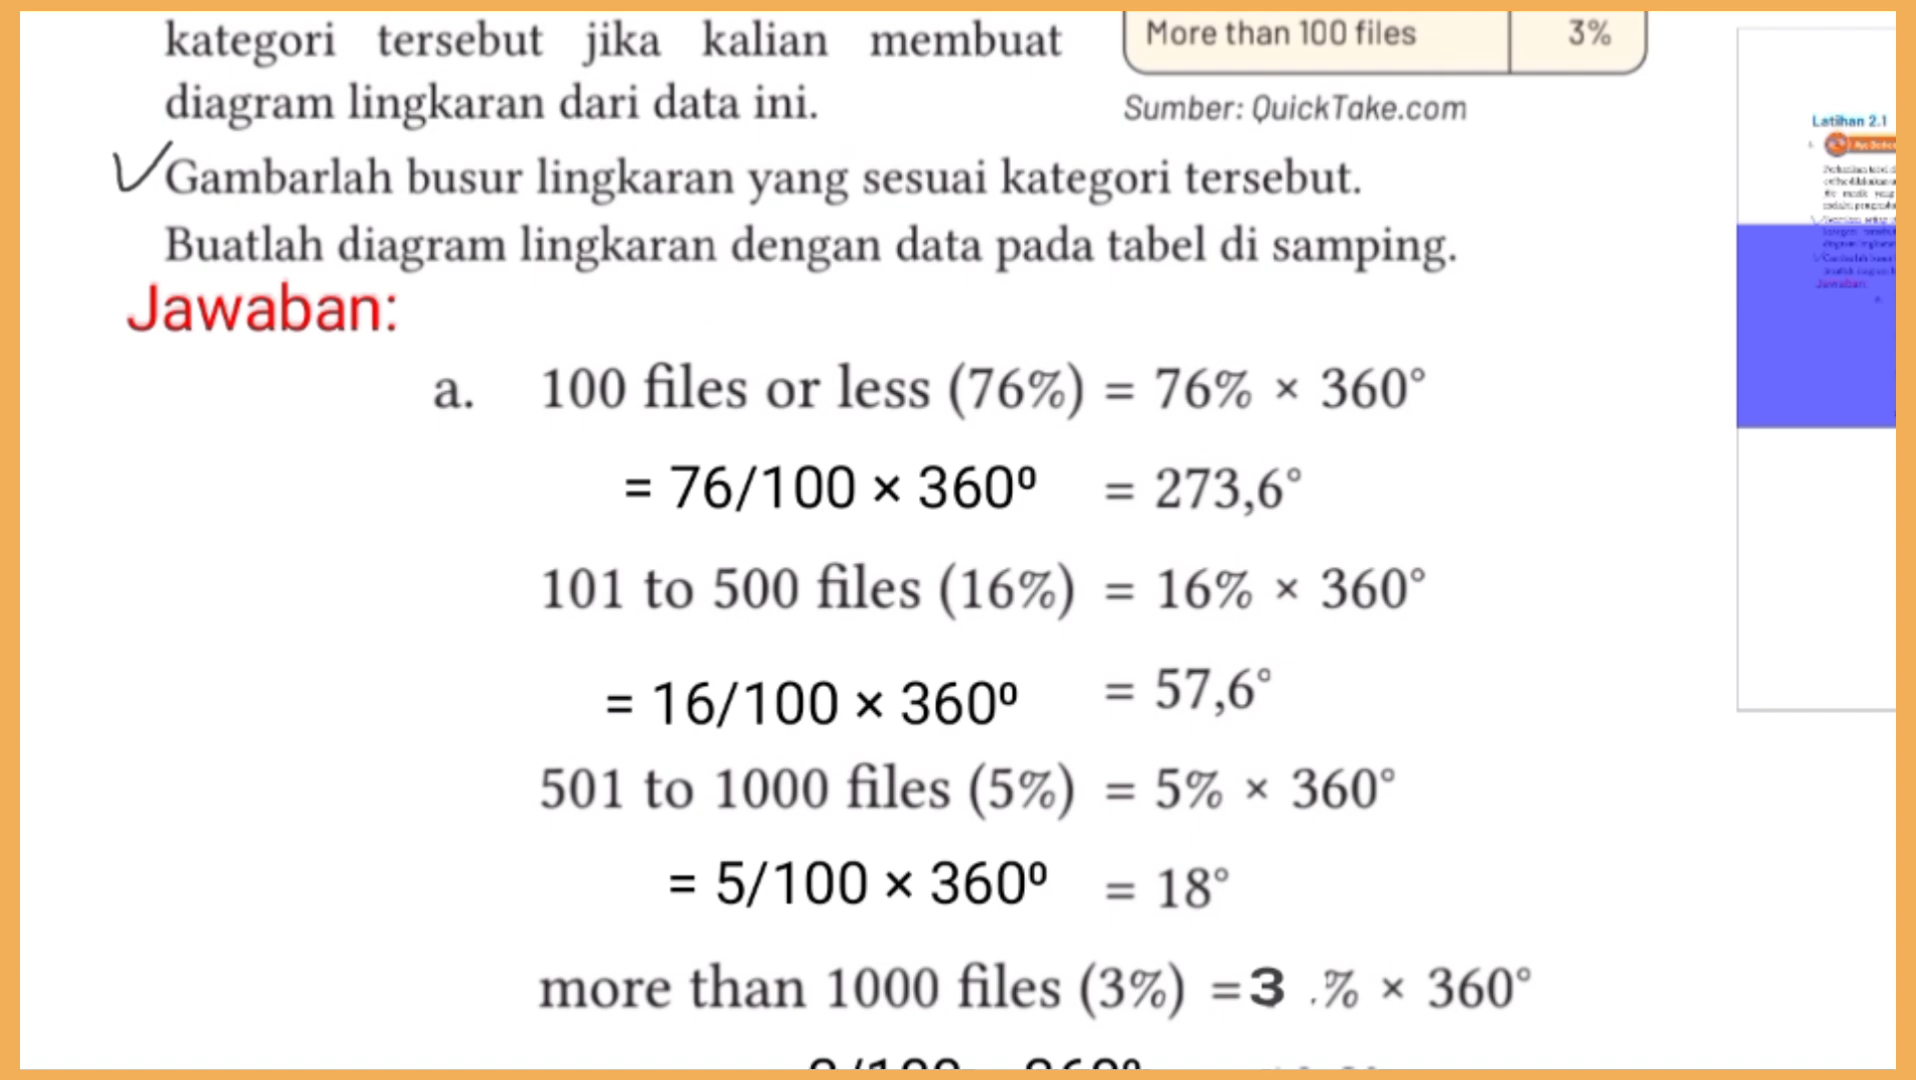 kategori tersebut jika kalian membuat
diagram lingkaran dari data ini.
More than 100 files 3%
Sumber: QuickTake.com
Gambarlah busur lingkaran yang sesuai kategori tersebut.
Buatlah diagram lingkaran dengan data pada tabel di samping.
Jawaban:
a. 100 files or less (76%) = 76% × 360°
= 76/100 × 360⁰ = 273,6°
101 to 500 files (16%) = 16% × 360°
= 16/100 × 360⁰ = 57,6°
501 to 1000 files (5%) = 5% × 360°
= 5/100 × 360⁰ = 18°
more than 1000 files (3%) =3 .% × 360°
Latihan 2.1
Jawaban: